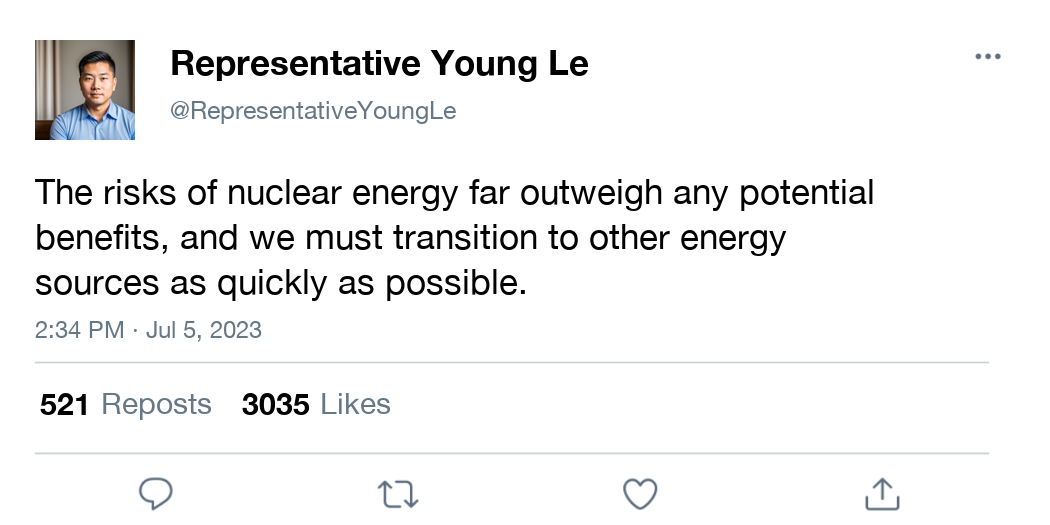 Representative Young Le
@RepresentativeYoungLe
The risks of nuclear energy far outweigh any potential
benefits, and we must transition to other energy
sources as quickly as possible.
2:34 PM · Jul 5, 2023
521 Reposts 3035 Likes